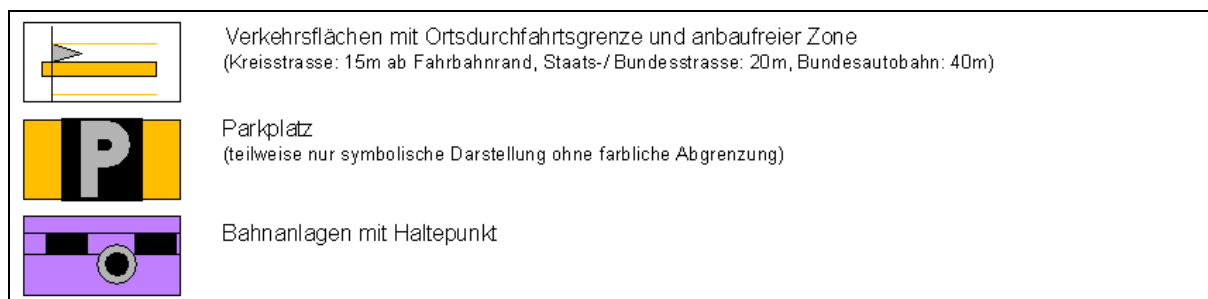 Verkehrsflächen mit Ortsdurchfahrtsgrenze und anbaufreier Zone
(Kreisstrasse: 15m ab Fahrbahnrand, Staats-/ Bundesstrasse: 20m, Bundesautobahn: 40m)
P
Parkplatz
(teilweise nur symbolische Darstellung ohne farbliche Abgrenzung)
Bahnanlagen mit Haltepunkt